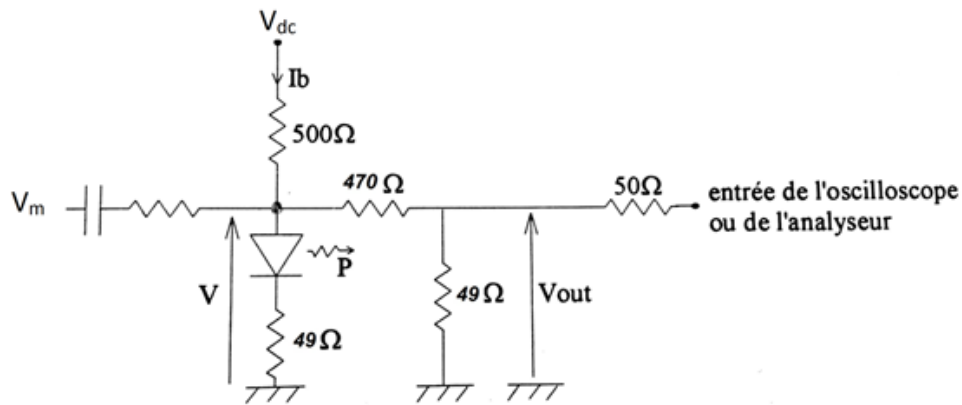 Vdc
Ib
500Ω
470 Ω
50Ω
Vm
entrée de l'oscilloscope
ou de l'analyseur
P
V
49Ω
49Ω
Vout